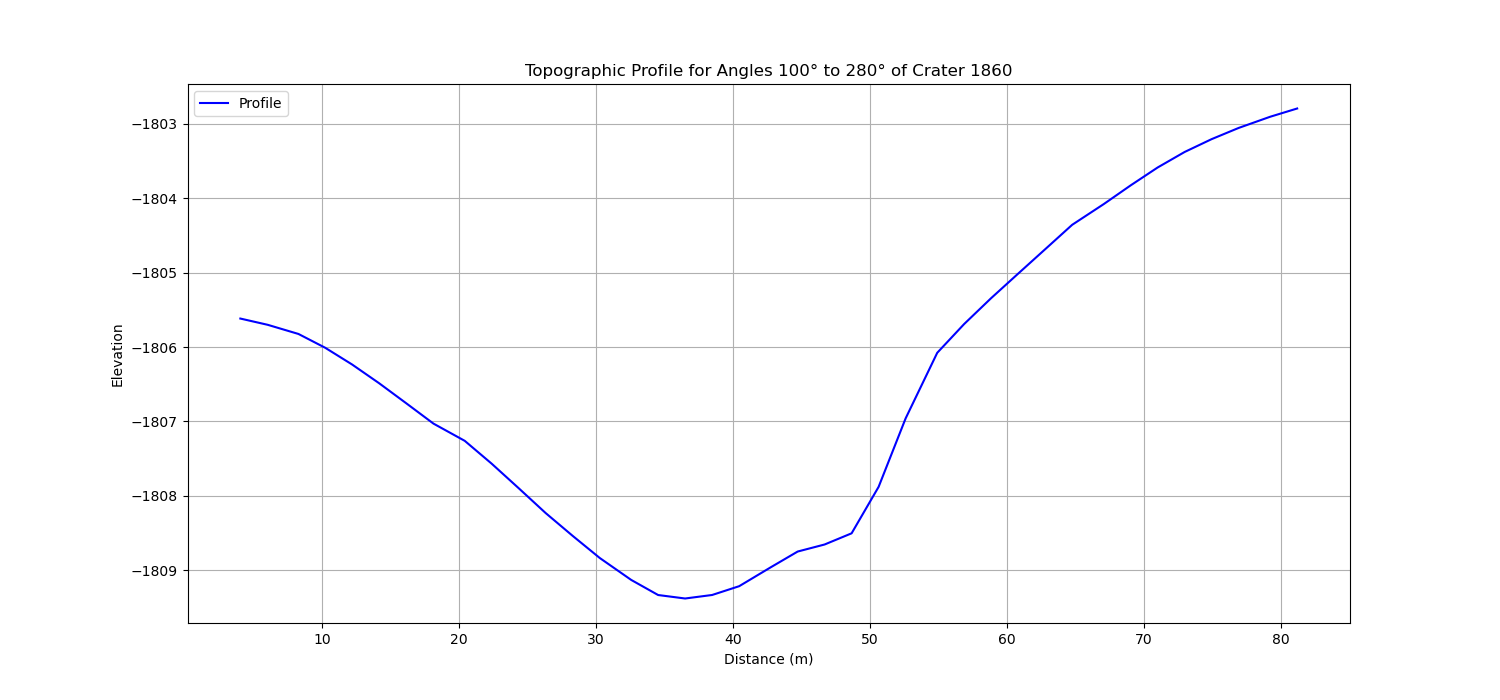 Topographic Profile for Angles 100° to 280° of Crater 1860
Profile
−1803
−1804
−1805
−1806
−1807
−1808
−1809
Elevation
10 20 30 40 50 60 70 80
Distance (m)